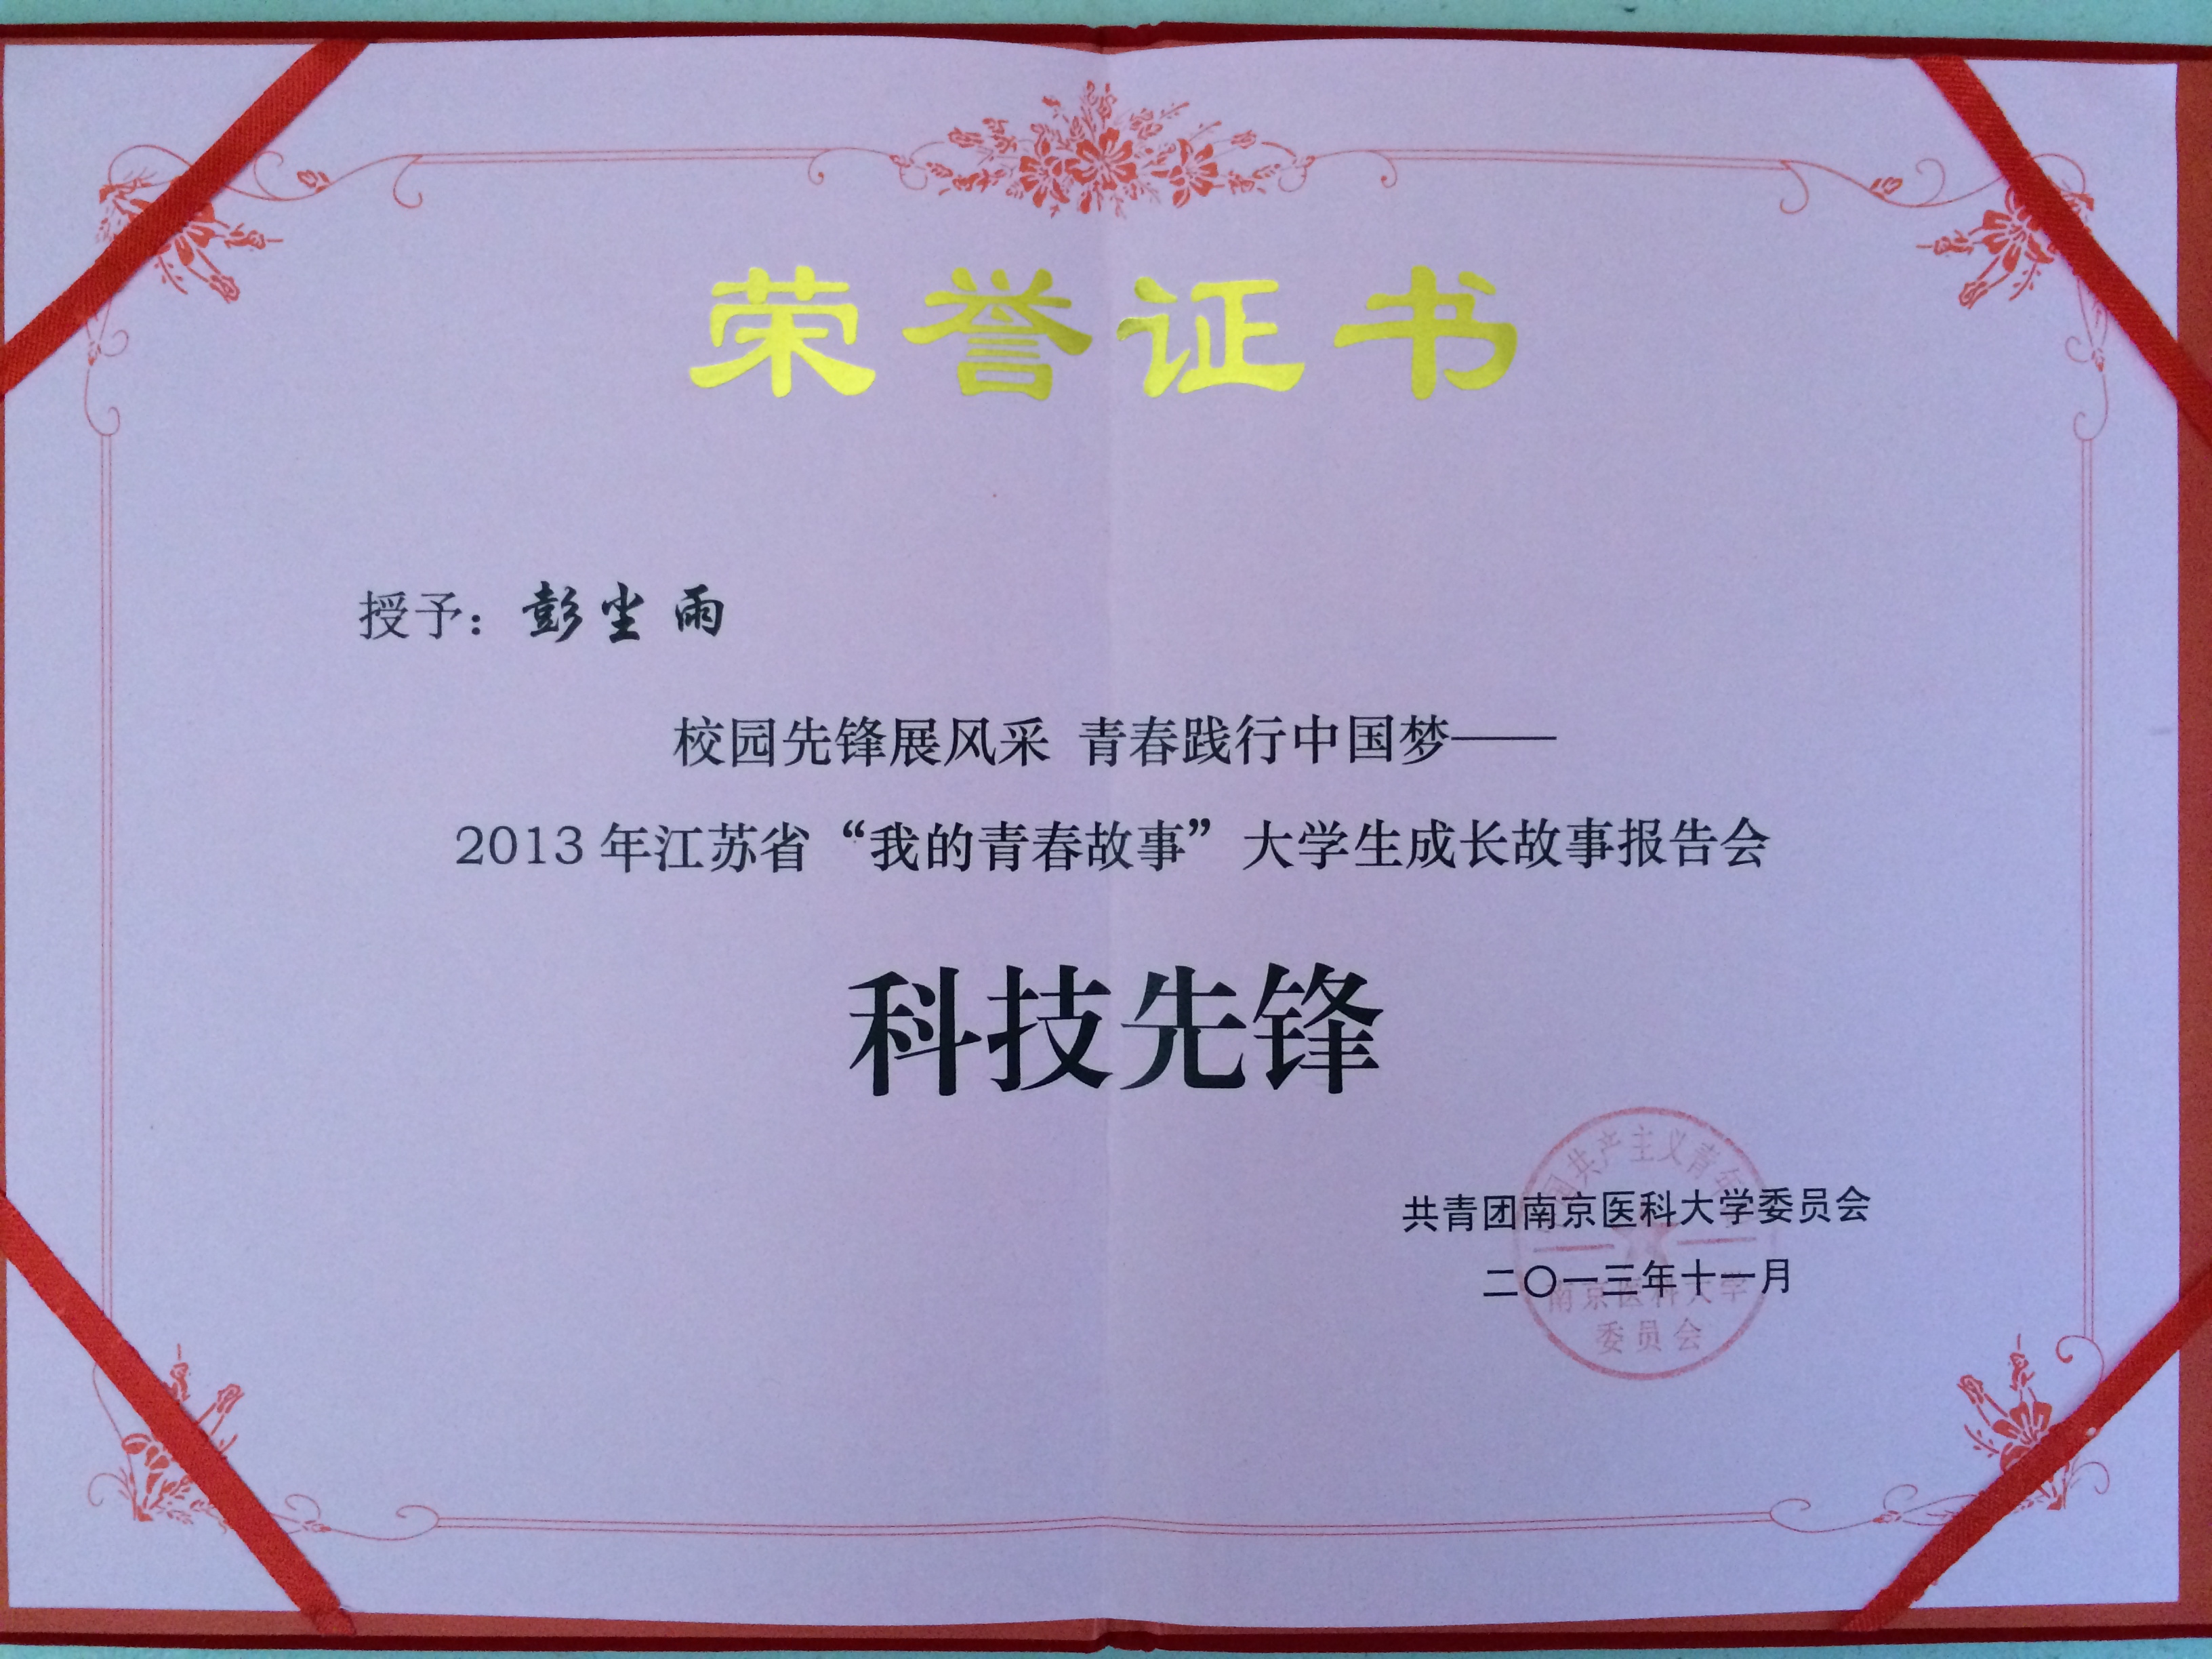 荣誉证书
授予：彭尘雨
校园先锋展风采 青春践行中国梦——
2013年江苏省“我的青春故事”大学生成长故事报告会
科技先锋
共青团南京医科大学委员会
二〇一三年十一月
国共产主义青年
南京医科大学
委员会